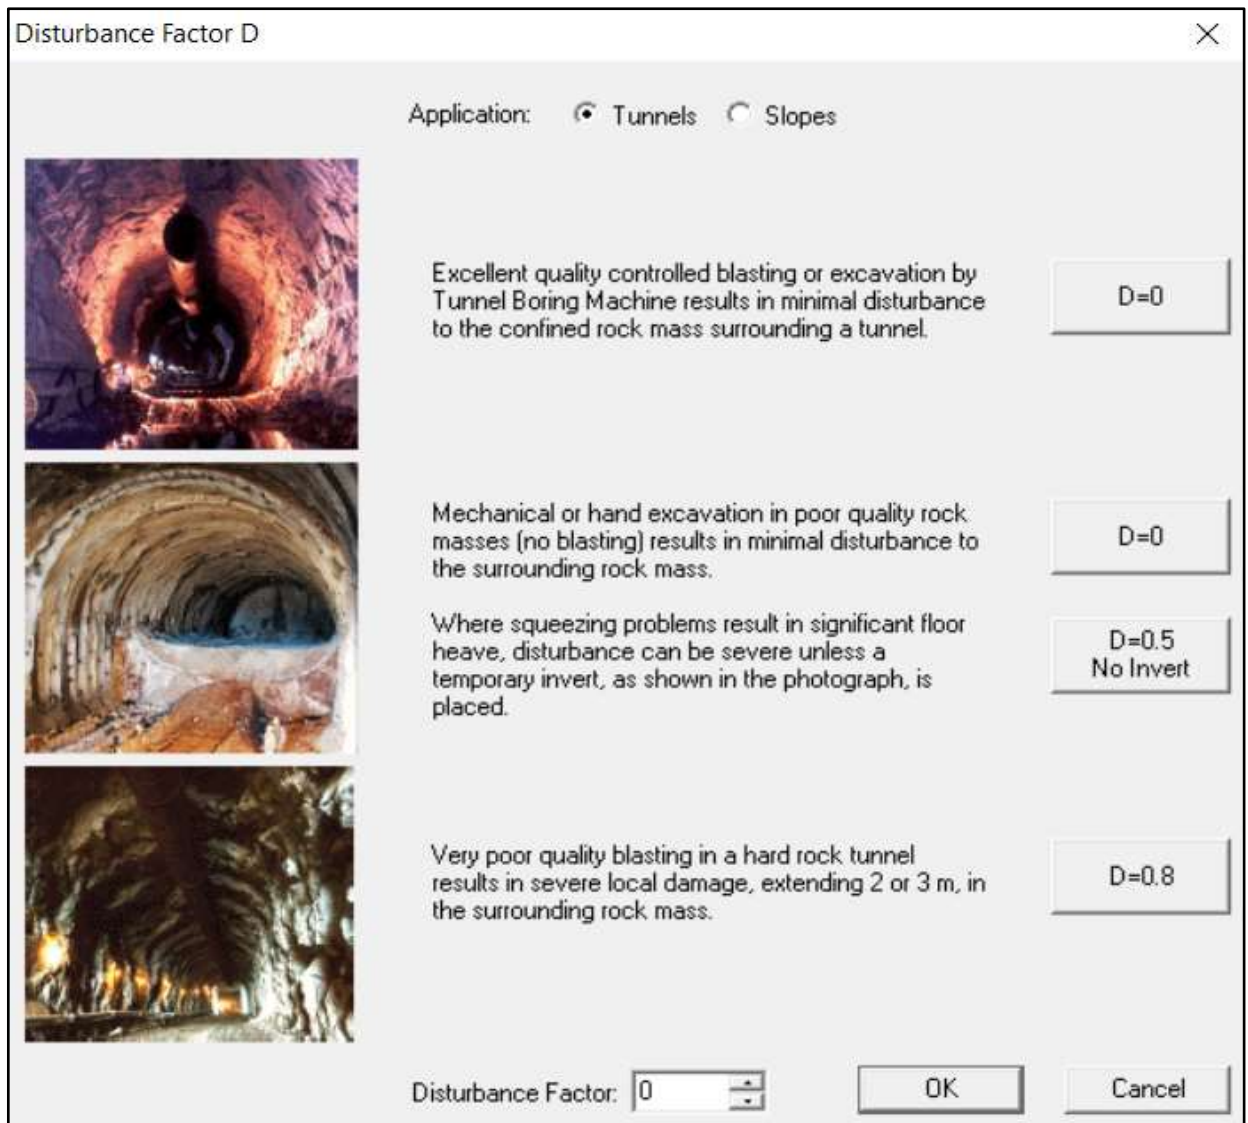 Disturbance Factor D
Application: Tunnels Slopes
Excellent quality controlled blasting or excavation by
Tunnel Boring Machine results in minimal disturbance
to the confined rock mass surrounding a tunnel.
D=0
Mechanical or hand excavation in poor quality rock
masses (no blasting) results in minimal disturbance to
the surrounding rock mass.
D=0
Where squeezing problems result in significant floor
heave, disturbance can be severe unless a
temporary invert, as shown in the photograph, is
placed.
D=0.5
No Invert
Very poor quality blasting in a hard rock tunnel
results in severe local damage, extending 2 or 3 m, in
the surrounding rock mass.
D=0.8
Disturbance Factor: 0 OK Cancel